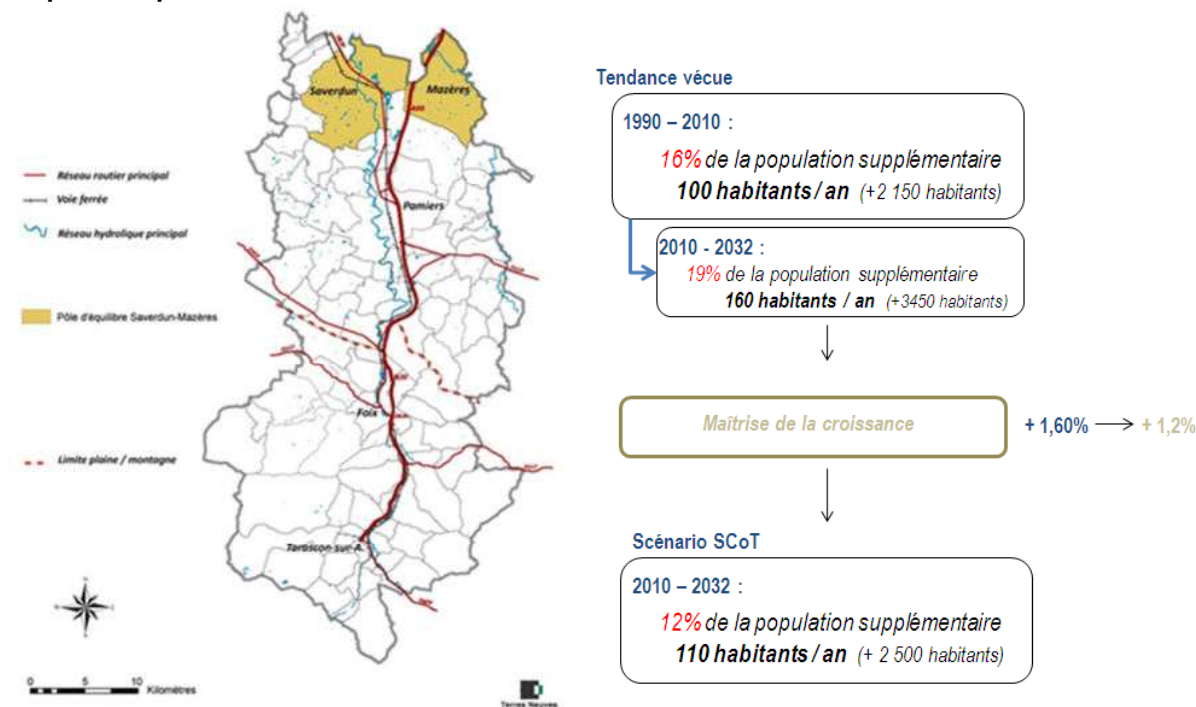 Saverdun
Mazères
Réseau routier principal
Voie ferrée
Réseau hydrolique principal
Pamiers
Pôle d'équilibre Saverdun-Mazères
Foix
Limite plaine / montagne
Tarascon-sur-A.
0 5 10
Kilomètres
Terres Neuves
Tendance vécue
1990 – 2010 :
16% de la population supplémentaire
100 habitants / an (+2 150 habitants)
2010 - 2032 :
19% de la population supplémentaire
160 habitants / an (+3450 habitants)
Maîtrise de la croissance
+ 1,60% → + 1,2%
Scénario SCoT
2010 – 2032 :
12% de la population supplémentaire
110 habitants / an (+ 2 500 habitants)